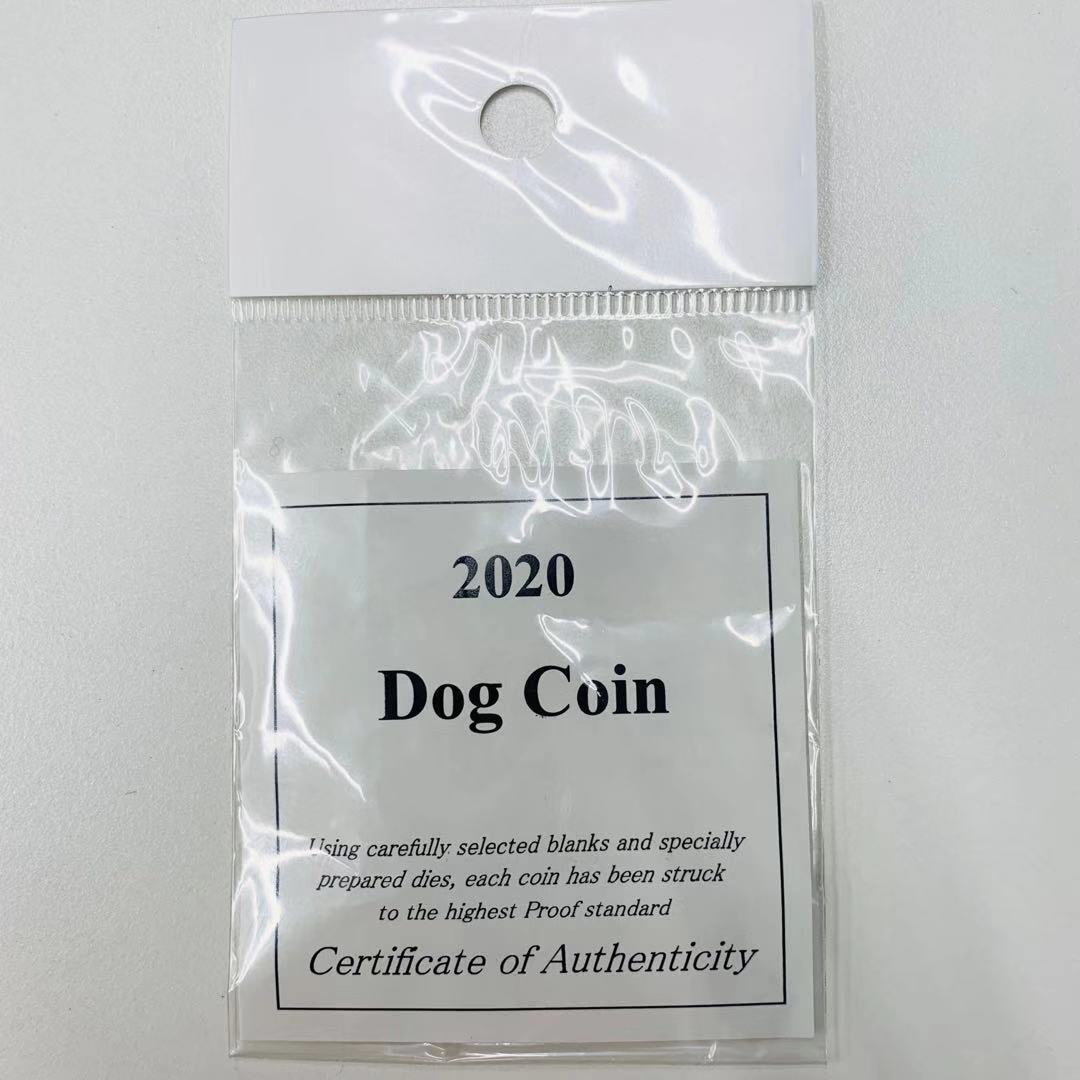 2020
Dog Coin
Using carefully selected blanks and specially
prepared dies, each coin has been struck
to the highest Proof standard
Certificate of Authenticity